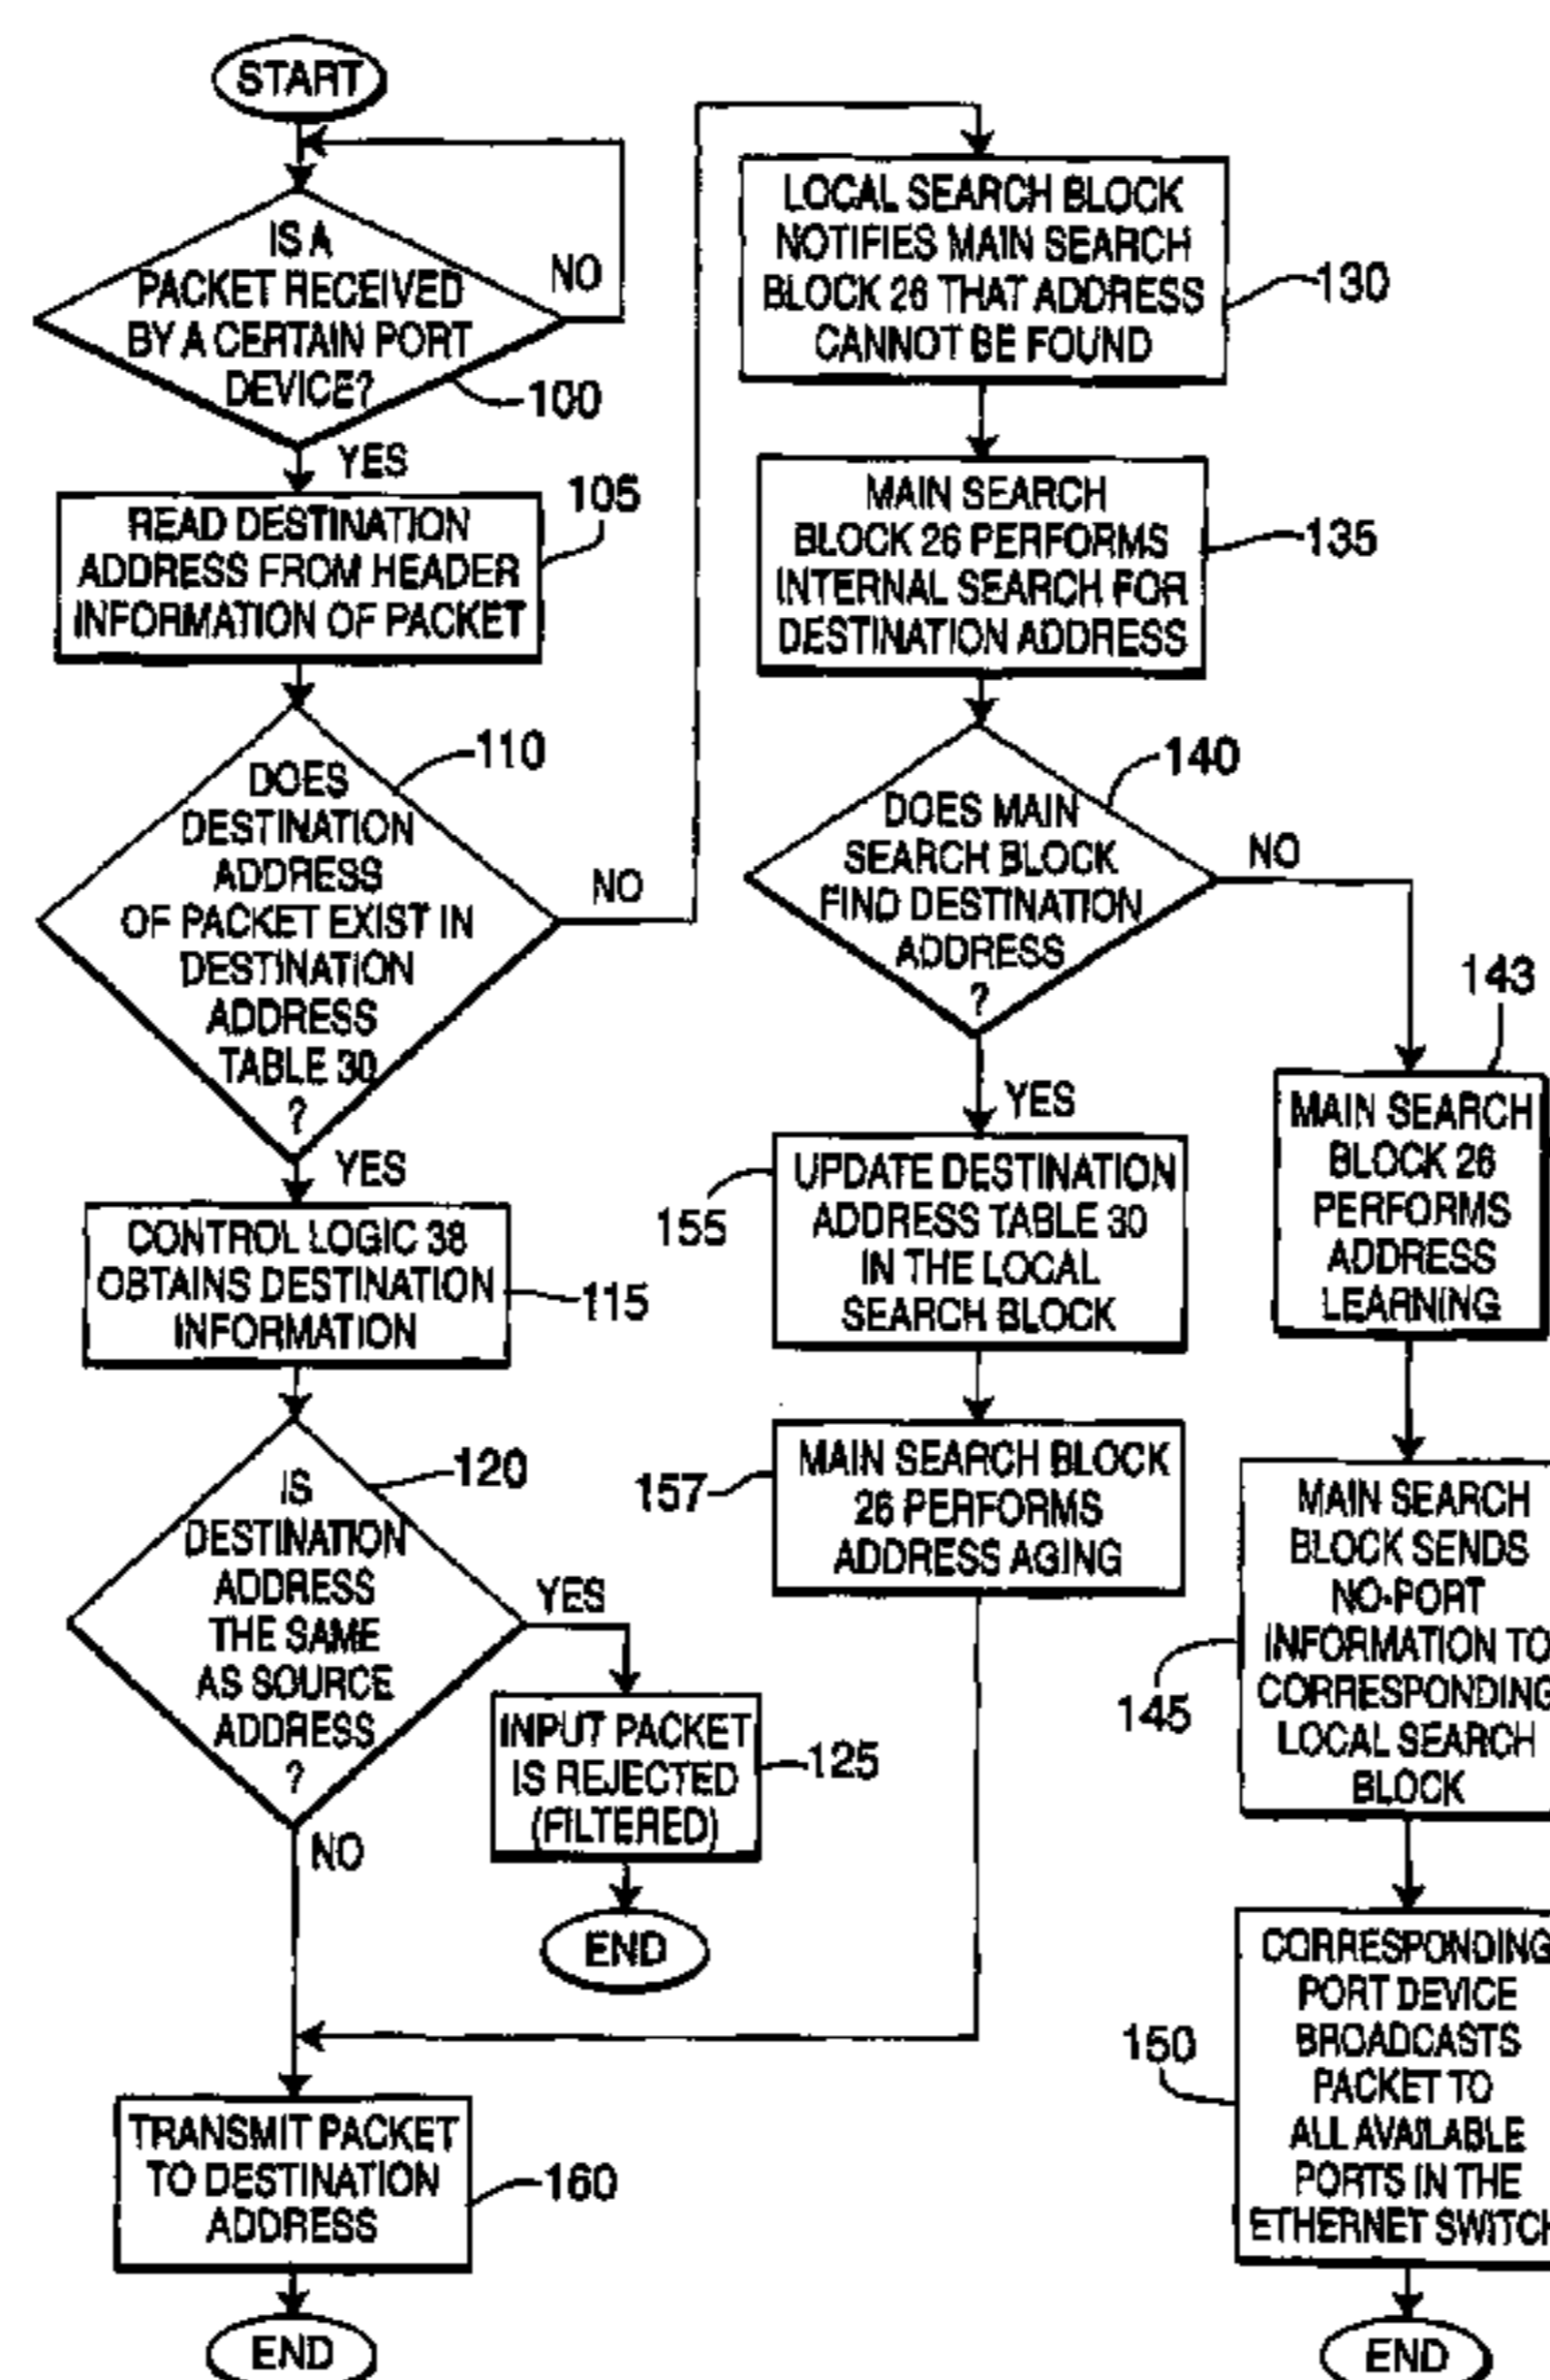 START
IS A
PACKET RECEIVED
BY A CERTAIN PORT
DEVICE?
NO
100
YES
105
READ DESTINATION
ADDRESS FROM HEADER
INFORMATION OF PACKET
110
DOES
DESTINATION
ADDRESS
OF PACKET EXIST IN
DESTINATION
ADDRESS
TABLE 30
?
NO
YES
CONTROL LOGIC 38
OBTAINS DESTINATION
INFORMATION
115
120
IS
DESTINATION
ADDRESS
THE SAME
AS SOURCE
ADDRESS
?
YES
NO
INPUT PACKET
IS REJECTED
(FILTERED)
125
END
TRANSMIT PACKET
TO DESTINATION
ADDRESS
160
END
LOCAL SEARCH BLOCK
NOTIFIES MAIN SEARCH
BLOCK 26 THAT ADDRESS
CANNOT BE FOUND
130
MAIN SEARCH
BLOCK 26 PERFORMS
INTERNAL SEARCH FOR
DESTINATION ADDRESS
135
140
DOES MAIN
SEARCH BLOCK
FIND DESTINATION
ADDRESS
?
NO
YES
155
UPDATE DESTINATION
ADDRESS TABLE 30
IN THE LOCAL
SEARCH BLOCK
157
MAIN SEARCH BLOCK
26 PERFORMS
ADDRESS AGING
143
MAIN SEARCH
BLOCK 26
PERFORMS
ADDRESS
LEARNING
145
MAIN SEARCH
BLOCK SENDS
NO-PORT
INFORMATION TO
CORRESPONDING
LOCAL SEARCH
BLOCK
150
CORRESPONDING
PORT DEVICE
BROADCASTS
PACKET TO
ALL AVAILABLE
PORTS IN THE
ETHERNET SWITCH
END